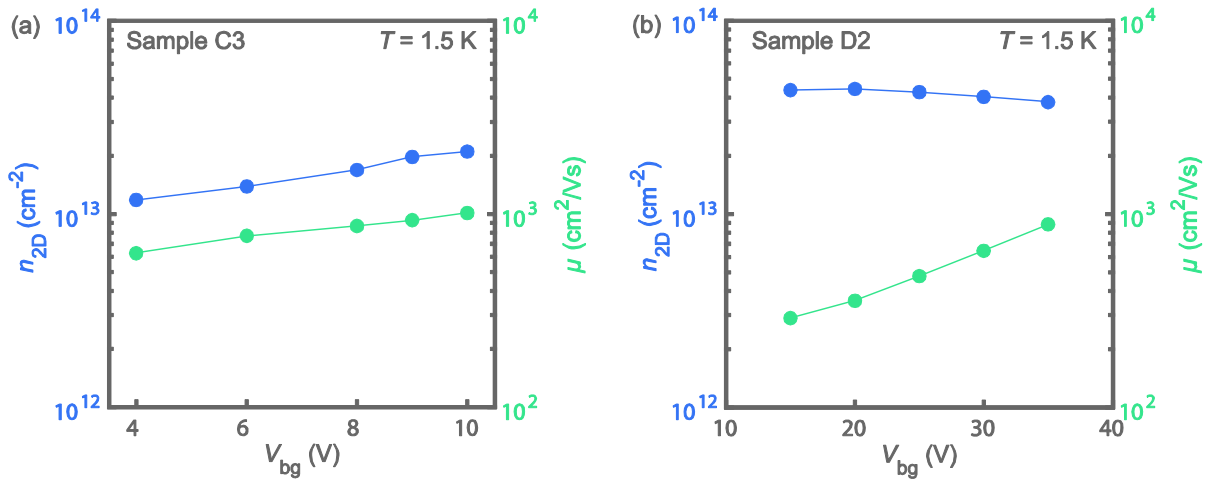 (a)
Sample C3
T = 1.5 K
10^14
10^13
10^12
n_2D (cm^-2)
10^4
10^3
10^2
μ (cm^2/Vs)
4 6 8 10
V_bg (V)
(b)
Sample D2
T = 1.5 K
10^14
10^13
10^12
n_2D (cm^-2)
10^4
10^3
10^2
μ (cm^2/Vs)
10 20 30 40
V_bg (V)